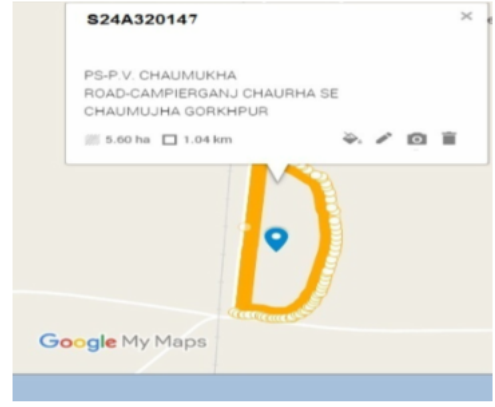 S24A320147
PS-P.V. CHAUMUKHA
ROAD-CAMPIERGANJ CHAURHA SE
CHAUMUJHA GORKHPUR
5.60 ha 1.04 km
Google My Maps